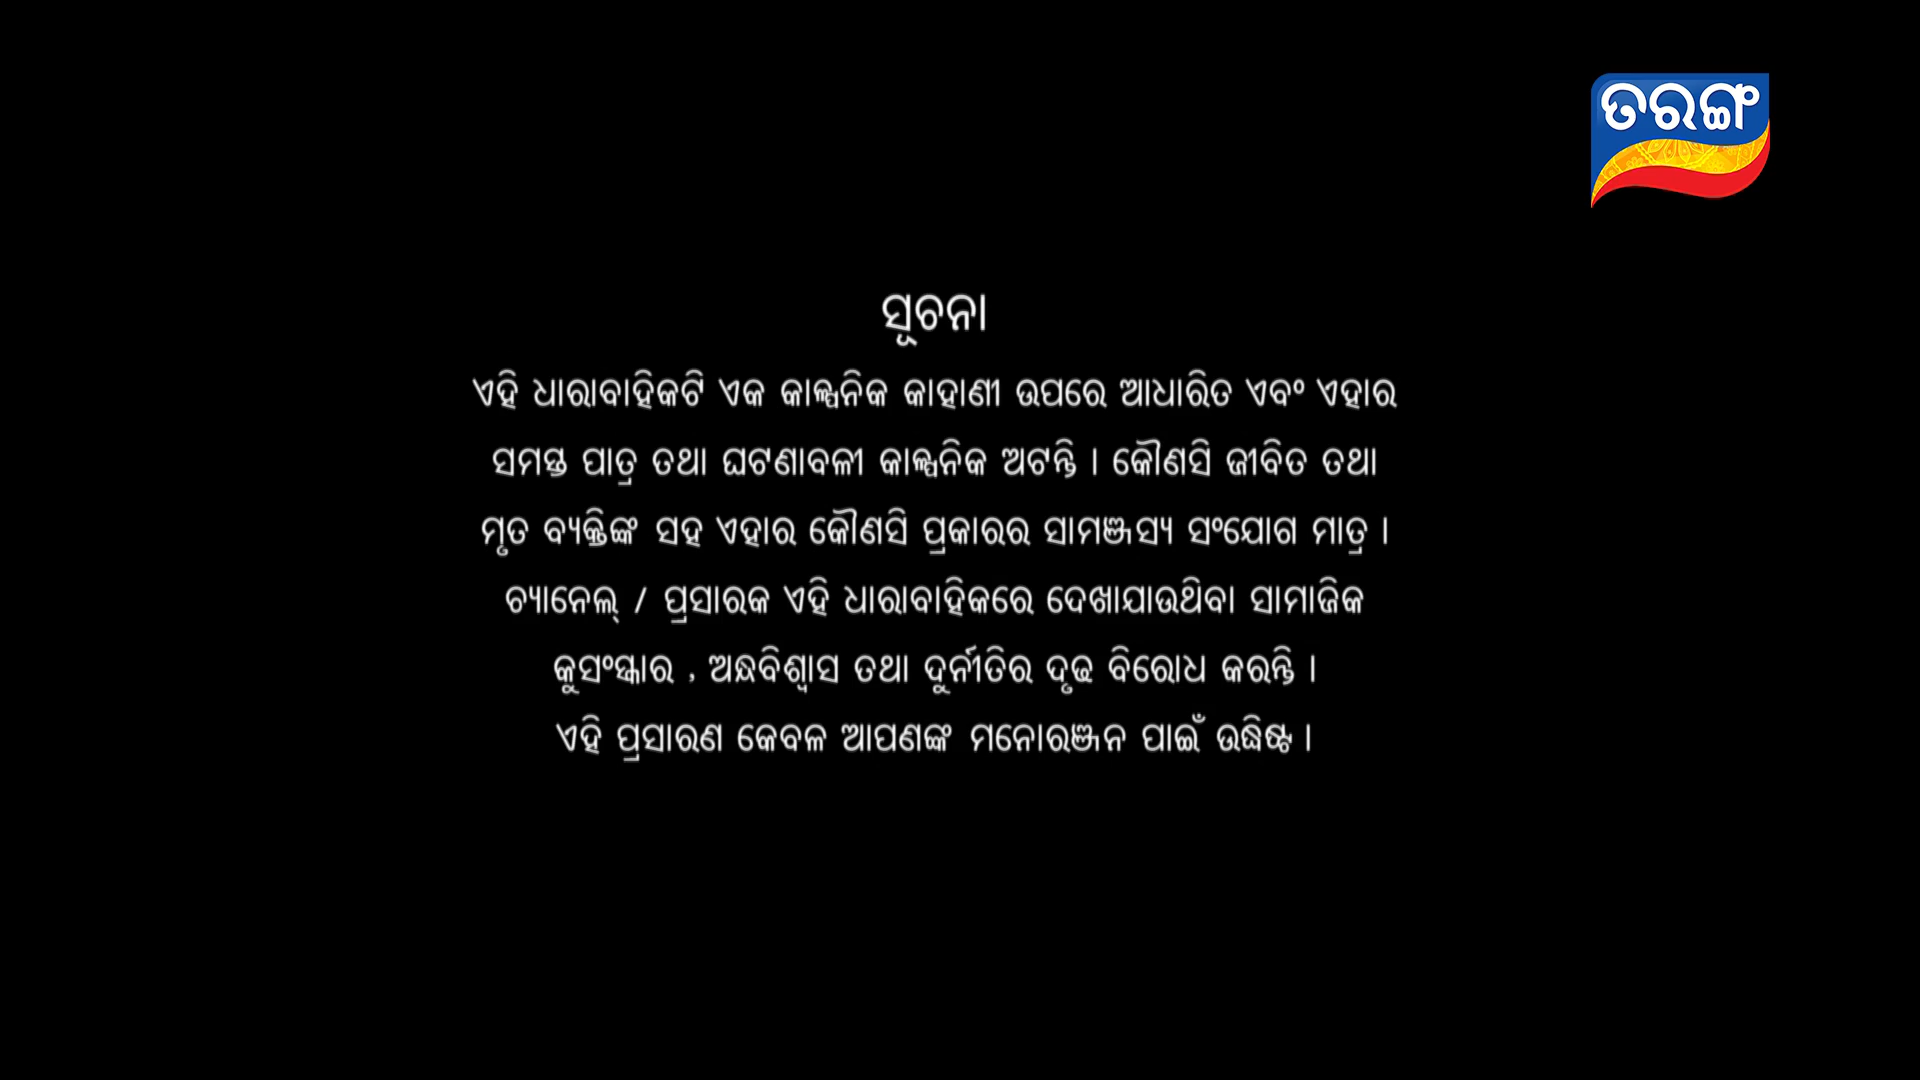 ତରଙ୍ଗ
ସୂଚନା
ଏହି ଧାରାବାହିକଟି ଏକ କାଳ୍ପନିକ କାହାଣୀ ଉପରେ ଆଧାରିତ ଏବଂ ଏହାର
ସମସ୍ତ ପାତ୍ର ତଥା ଘଟଣାବଳୀ କାଳ୍ପନିକ ଅଟନ୍ତି । କୌଣସି ଜୀବିତ ତଥା
ମୃତ ବ୍ୟକ୍ତିଙ୍କ ସହ ଏହାର କୌଣସି ପ୍ରକାରର ସାମଞ୍ଜସ୍ୟ ସଂଯୋଗ ମାତ୍ର ।
ଚ୍ୟାନେଲ୍ / ପ୍ରସାରକ ଏହି ଧାରାବାହିକରେ ଦେଖାଯାଉଥିବା ସାମାଜିକ
କୁସଂସ୍କାର , ଅନ୍ଧବିଶ୍ୱାସ ତଥା ଦୁର୍ନୀତିର ଦୃଢ ବିରୋଧ କରନ୍ତି ।
ଏହି ପ୍ରସାରଣ କେବଳ ଆପଣଙ୍କ ମନୋରଞ୍ଜନ ପାଇଁ ଉଦ୍ଧିଷ୍ଟ ।